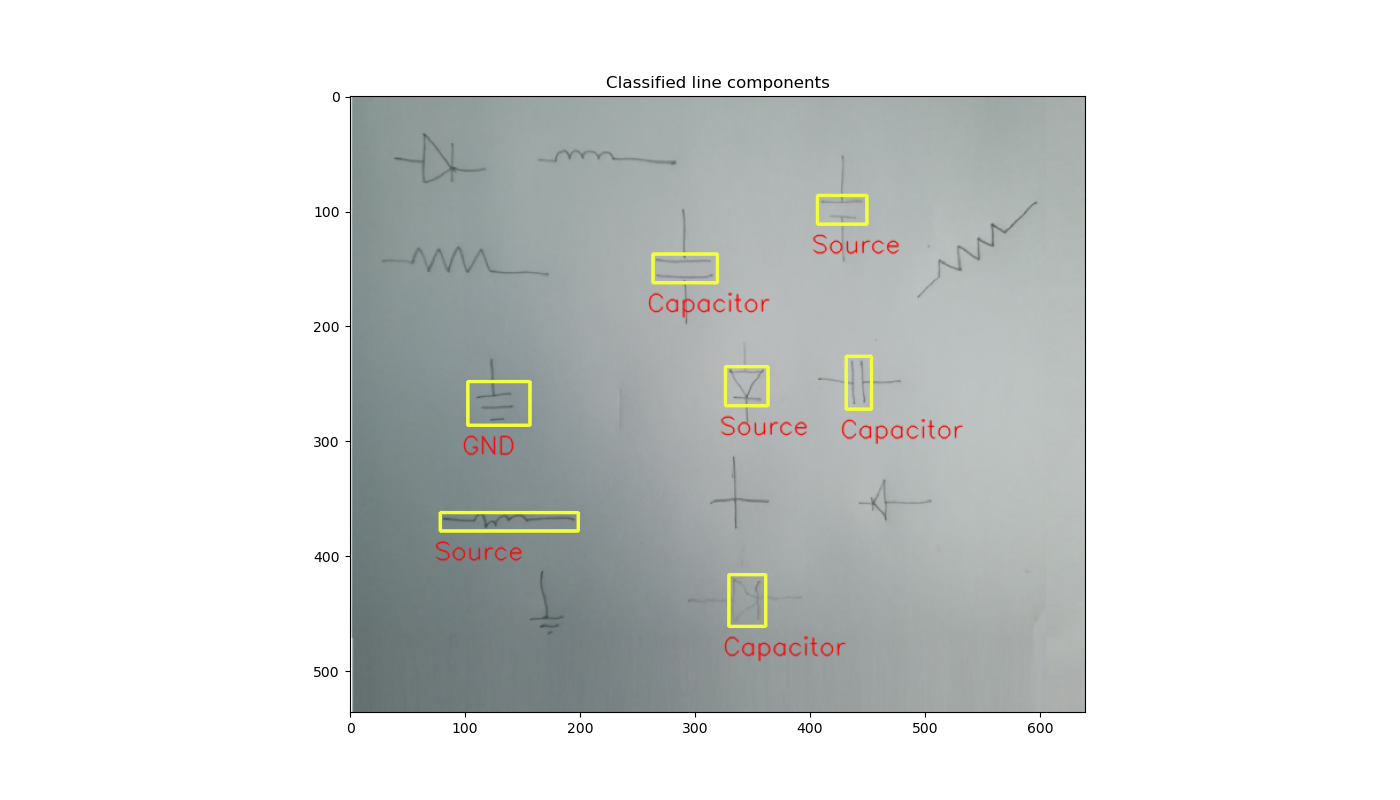 Classified line components
0
100
200
300
400
500
Source
Capacitor
GND
Source
Capacitor
Source
Capacitor
0 100 200 300 400 500 600